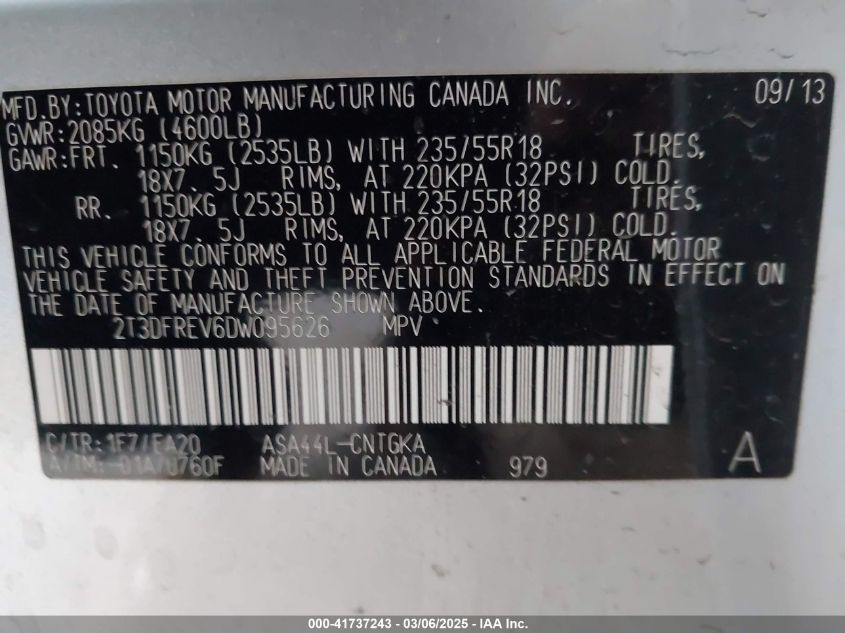 MFD.BY:TOYOTA MOTOR MANUFACTURING CANADA INC. 09/13
GVWR:2085KG (4600LB)
GAWR:FRT. 1150KG (2535LB) WITH 235/55R18 TIRES,
18X7.5J RIMS, AT 220KPA (32PSI) COLD.
RR. 1150KG (2535LB) WITH 235/55R18 TIRES,
18X7.5J RIMS, AT 220KPA (32PSI) COLD.
THIS VEHICLE CONFORMS TO ALL APPLICABLE FEDERAL MOTOR
VEHICLE SAFETY AND THEFT PREVENTION STANDARDS IN EFFECT ON
THE DATE OF MANUFACTURE SHOWN ABOVE.
2T3DFREV6DW095626 MPV
C/TR:1F7/EA20 ASA44L-CNTGKA
A/TM:-01A/U760F MADE IN CANADA 979 A
000-41737243 - 03/06/2025 - IAA Inc.